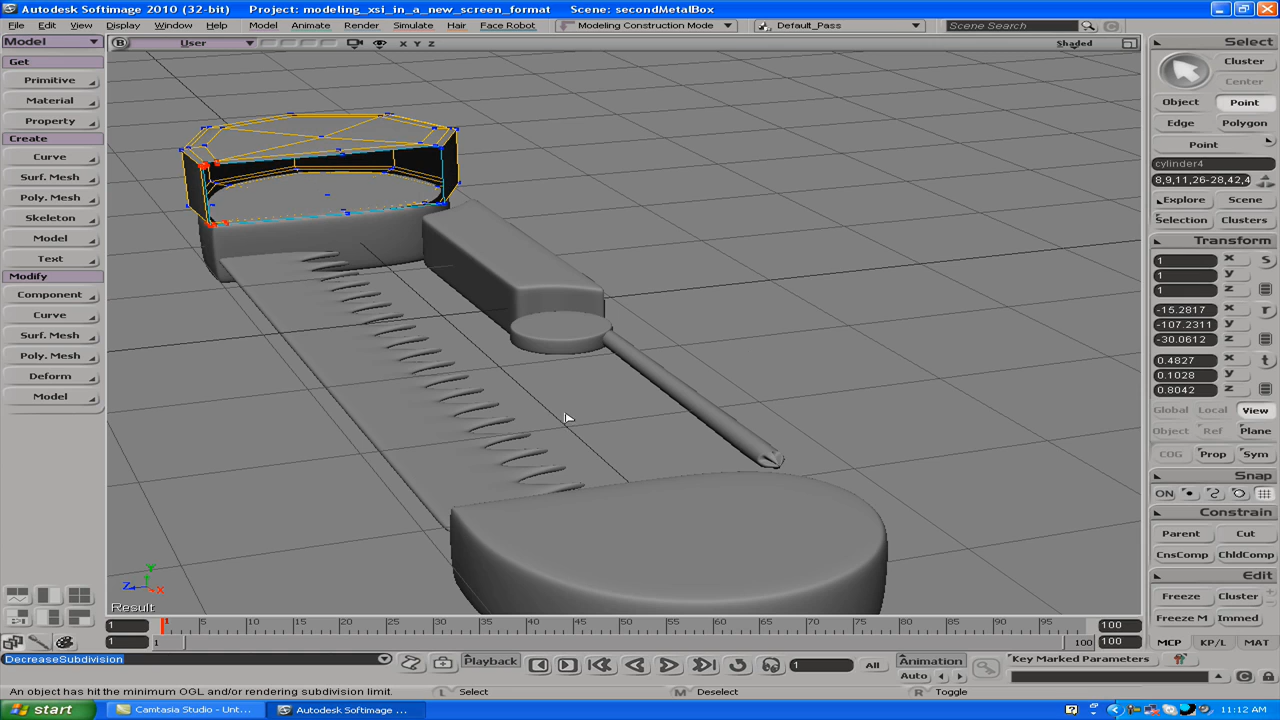 Autodesk Softimage 2010 (32-bit) Project: modeling_xsi_in_a_new_screen_format Scene: secondMetalBox
File Edit View Display Window Help Model Animate Render Simulate Hair Face Robot Modeling Construction Mode Default_Pass Scene Search
Model B User X Y Z Shaded Select
Get
Primitive
Material
Property
Create
Curve
Surf. Mesh
Poly. Mesh
Skeleton
Model
Text
Modify
Component
Curve
Surf. Mesh
Poly. Mesh
Deform
Model
Cluster
Center
Object Point
Edge Polygon
Point
cylinder4
8,9,11,26-28,42,4
Explore Scene
Selection Clusters
Transform
1 X S
1 Y
1 Z
-15.2817 X r
-107.2311 Y
-30.0612 Z
0.4827 X t
0.1028 Y
0.8042 Z
Global Local View
Object Ref Plane
COG Prop Sym
Snap
ON
Constrain
Parent Cut
CnsComp ChldComp
Edit
Freeze Cluster
Freeze M Immed
MCP KP/L MAT
Y
Z X
Result
1 1 5 10 15 20 25 30 35 40 45 50 55 60 65 70 75 80 85 90 95 100
1 1 100 100
DecreaseSubdivision Playback 1 All Animation Key Marked Parameters
Auto
An object has hit the minimum OGL and/or rendering subdivision limit. L Select M Deselect R Toggle
start Camtasia Studio - Unt... Autodesk Softimage ... 11:12 AM